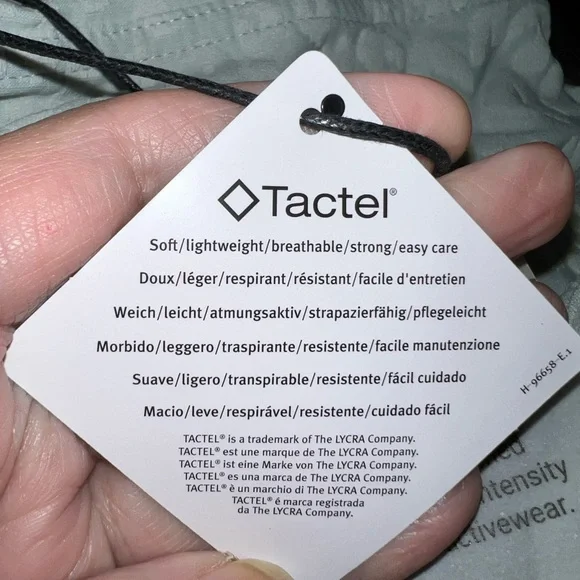 Tactel®
Soft/lightweight/breathable/strong/easy care
Doux/léger/respirant/résistant/facile d'entretien
Weich/leicht/atmungsaktiv/strapazierfähig/pflegeleicht
Morbido/leggero/traspirante/resistente/facile manutenzione
Suave/ligero/transpirable/resistente/fácil cuidado
Macio/leve/respirável/resistente/cuidado fácil
TACTEL® is a trademark of The LYCRA Company.
TACTEL® est une marque de The LYCRA Company.
TACTEL® ist eine Marke von The LYCRA Company.
TACTEL® es una marca de The LYCRA Company.
TACTEL® è un marchio di The LYCRA Company.
TACTEL® é marca registrada
da The LYCRA Company.
H-96658-E.1
ntensity
ctivewear.